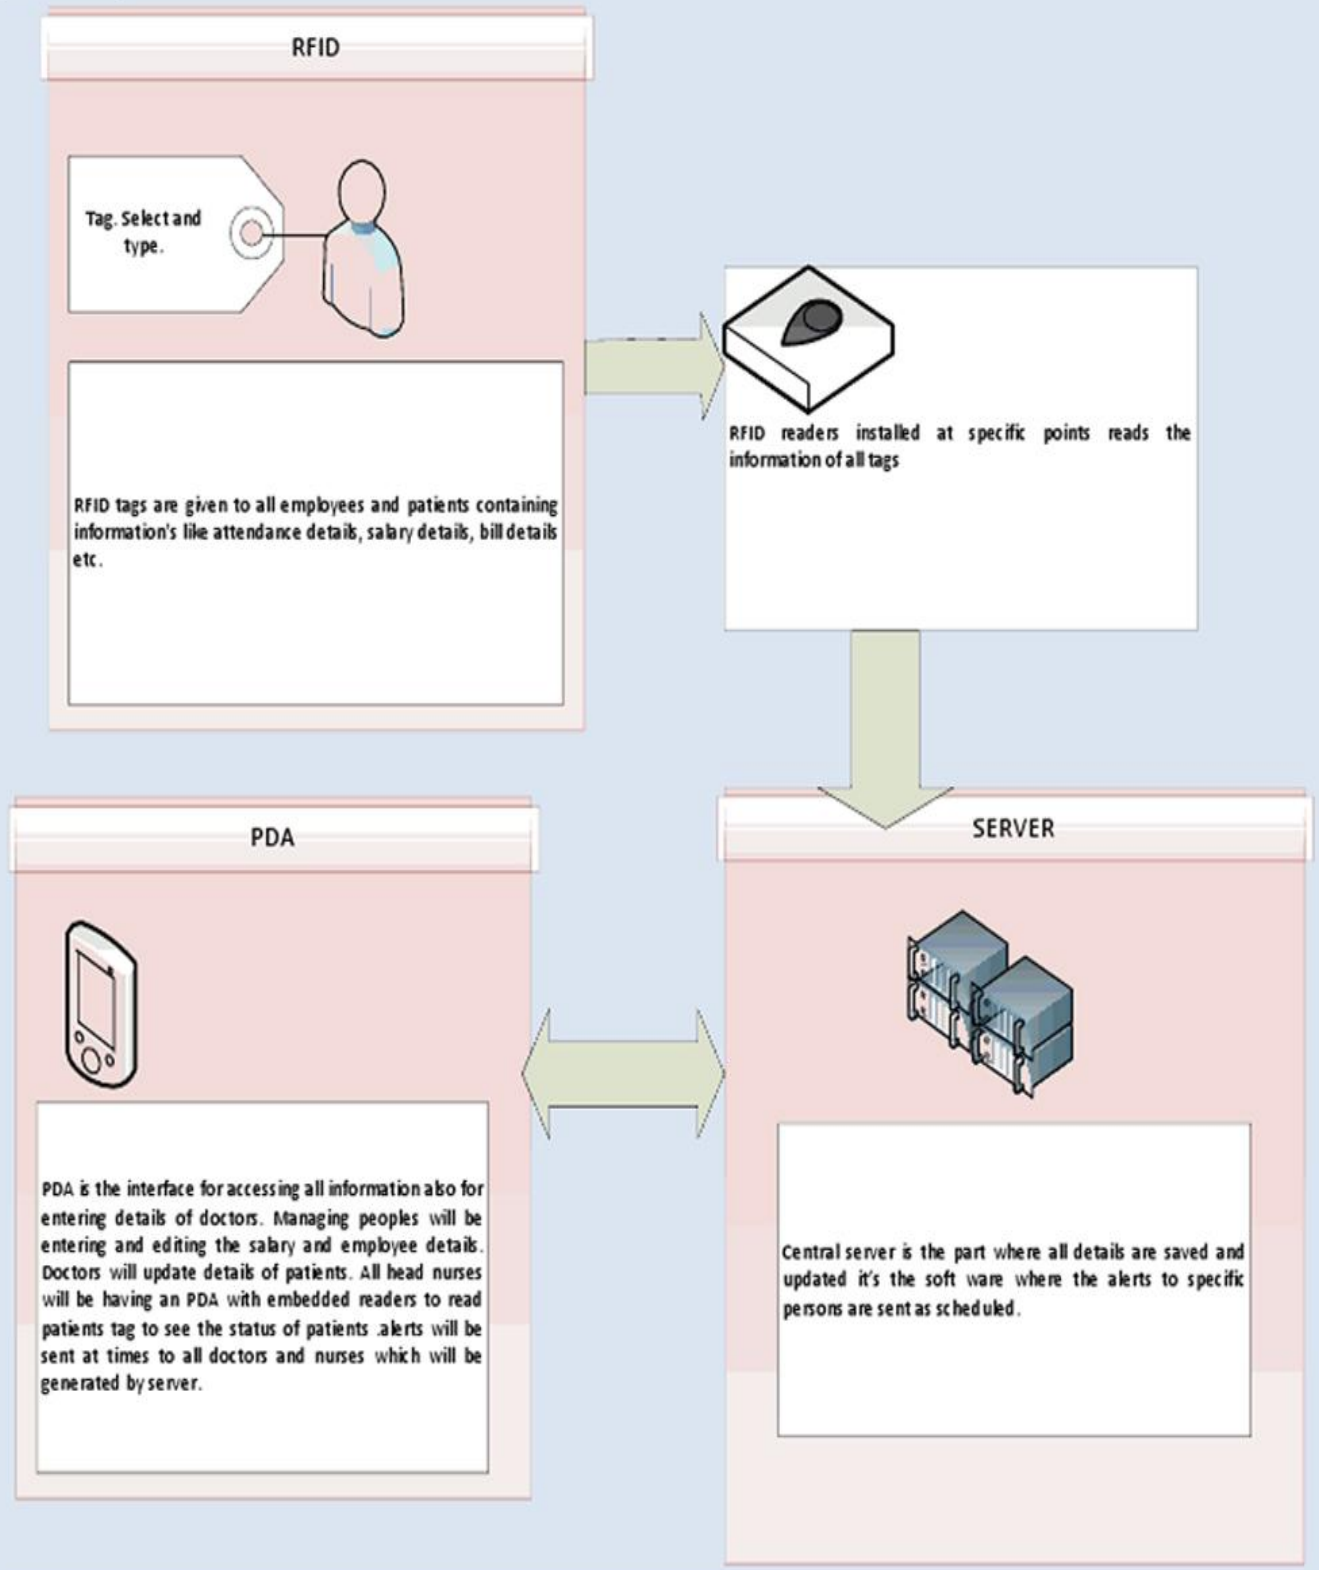 RFID
Tag. Select and
type.
RFID tags are given to all employees and patients containing
information's like attendance details, salary details, bill details
etc.
RFID readers installed at specific points reads the
information of all tags
PDA
PDA is the interface for accessing all information also for
entering details of doctors. Managing peoples will be
entering and editing the salary and employee details.
Doctors will update details of patients. All head nurses
will be having an PDA with embedded readers to read
patients tag to see the status of patients .alerts will be
sent at times to all doctors and nurses which will be
generated by server.
SERVER
Central server is the part where all details are saved and
updated it's the soft ware where the alerts to specific
persons are sent as scheduled.